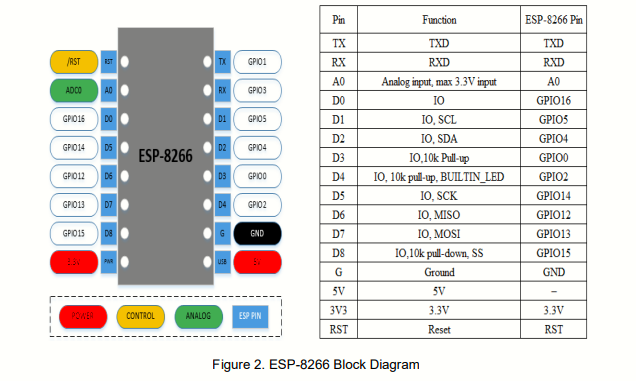 /RST RST TX GPIO1
ADC0 A0 RX GPIO3
GPIO16 D0 D1 GPIO5
GPIO14 D5 D2 GPIO4
ESP-8266
GPIO12 D6 D3 GPIO0
GPIO13 D7 D4 GPIO2
GPIO15 D8 G GND
3.3V PWR USB 5V
POWER CONTROL ANALOG ESP PIN
Pin Function ESP-8266 Pin
TX TXD TXD
RX RXD RXD
A0 Analog input, max 3.3V input A0
D0 IO GPIO16
D1 IO, SCL GPIO5
D2 IO, SDA GPIO4
D3 IO,10k Pull-up GPIO0
D4 IO, 10k pull-up, BUILTIN_LED GPIO2
D5 IO, SCK GPIO14
D6 IO, MISO GPIO12
D7 IO, MOSI GPIO13
D8 IO,10k pull-down, SS GPIO15
G Ground GND
5V 5V –
3V3 3.3V 3.3V
RST Reset RST
Figure 2. ESP-8266 Block Diagram